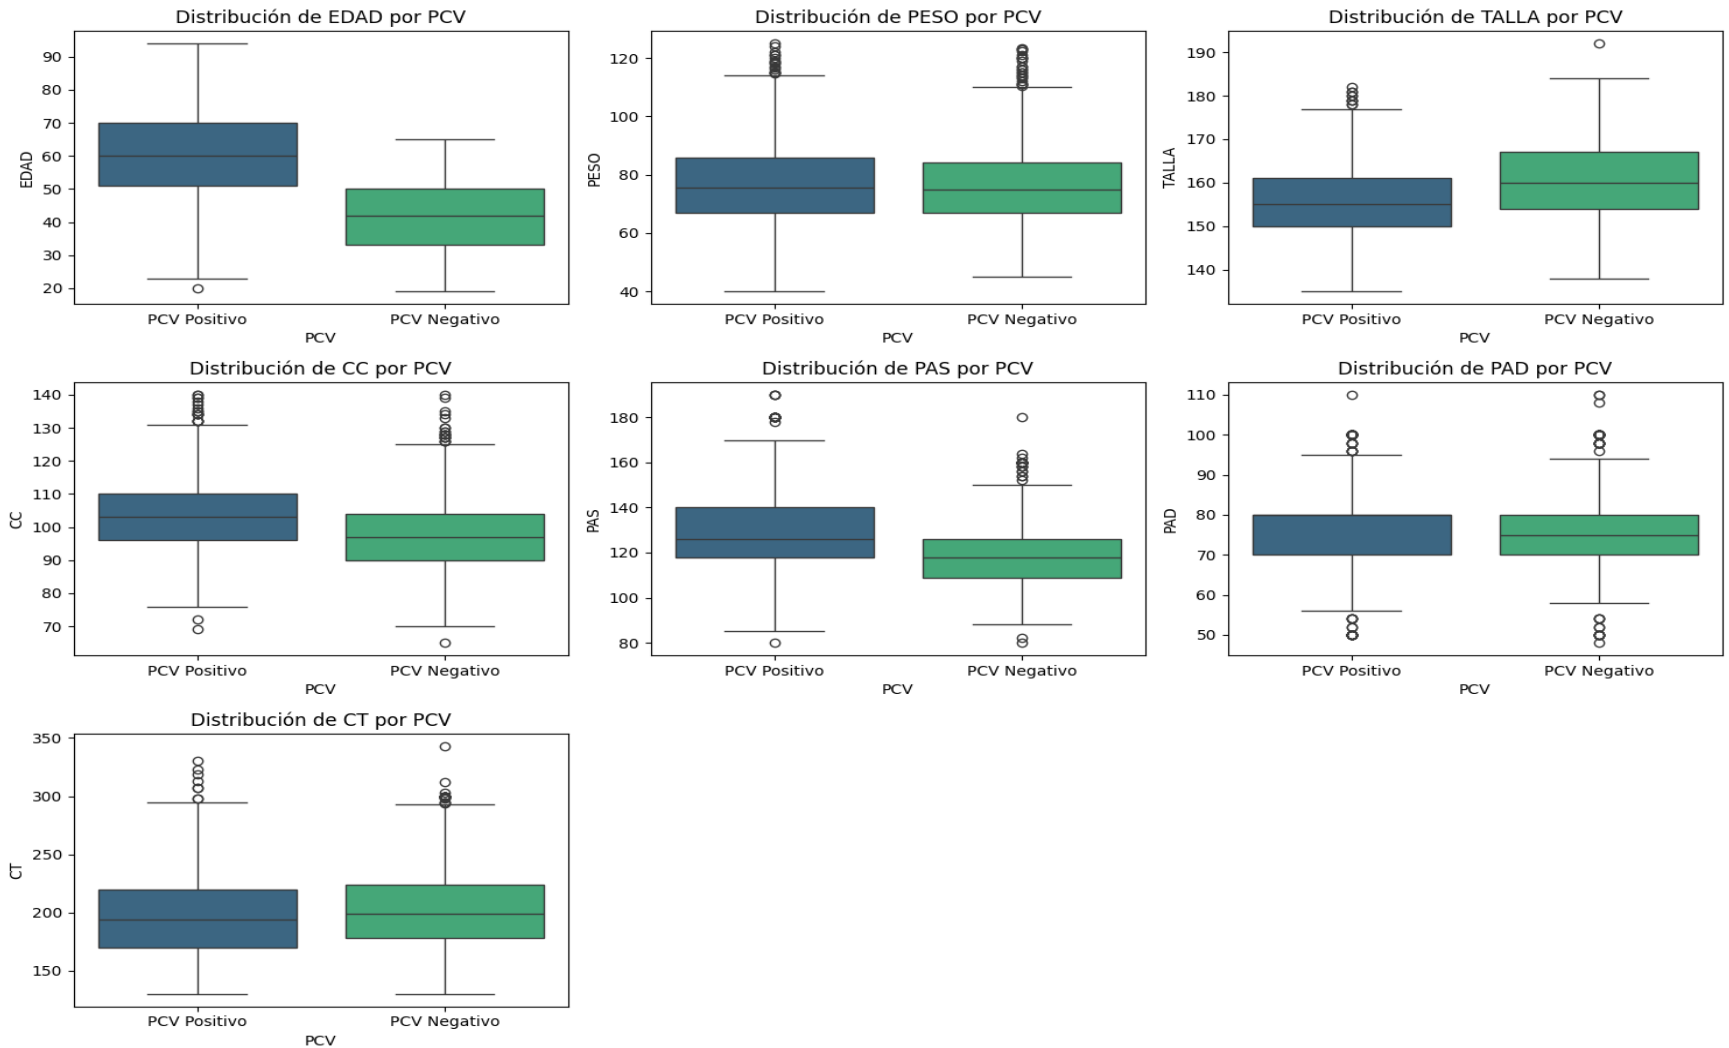 Distribución de EDAD por PCV
EDAD
90
80
70
60
50
40
30
20
PCV Positivo
PCV Negativo
PCV
Distribución de PESO por PCV
PESO
120
100
80
60
40
PCV Positivo
PCV Negativo
PCV
Distribución de TALLA por PCV
TALLA
190
180
170
160
150
140
PCV Positivo
PCV Negativo
PCV
Distribución de CC por PCV
CC
140
130
120
110
100
90
80
70
PCV Positivo
PCV Negativo
PCV
Distribución de PAS por PCV
PAS
180
160
140
120
100
80
PCV Positivo
PCV Negativo
PCV
Distribución de PAD por PCV
PAD
110
100
90
80
70
60
50
PCV Positivo
PCV Negativo
PCV
Distribución de CT por PCV
CT
350
300
250
200
150
PCV Positivo
PCV Negativo
PCV